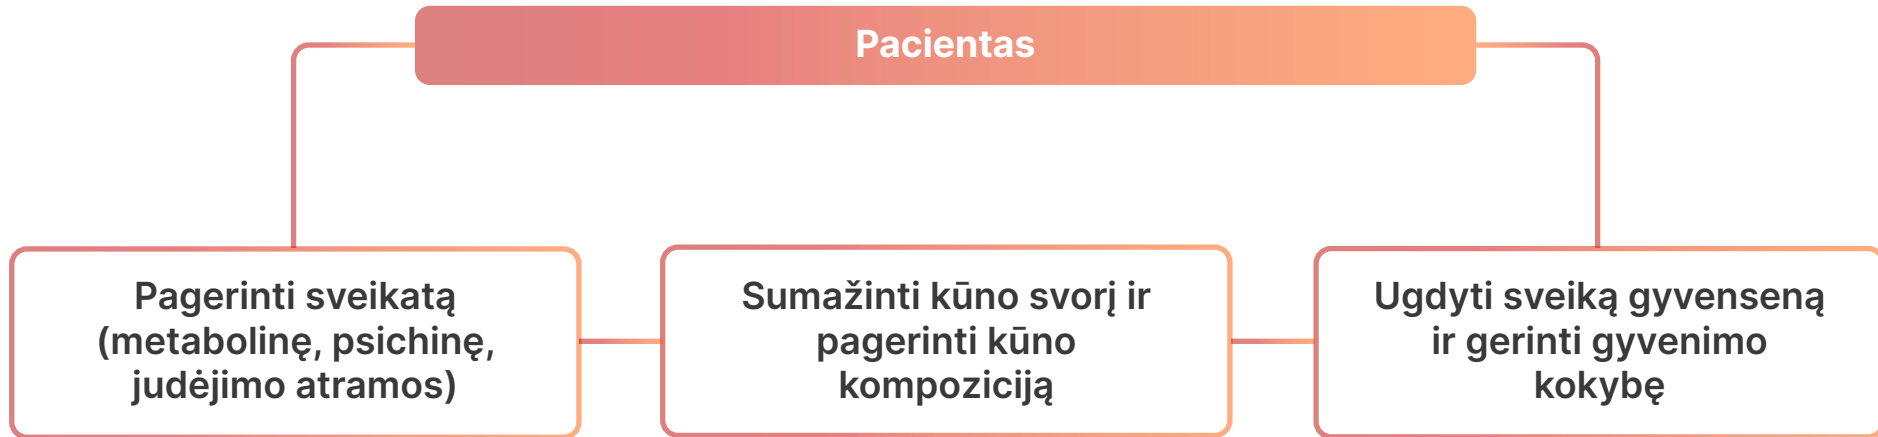 Pacientas
Pagerinti sveikatą
(metabolinę, psichinę,
judėjimo atramos)
Sumažinti kūno svorį ir
pagerinti kūno
kompoziciją
Ugdyti sveiką gyvenseną
ir gerinti gyvenimo
kokybę